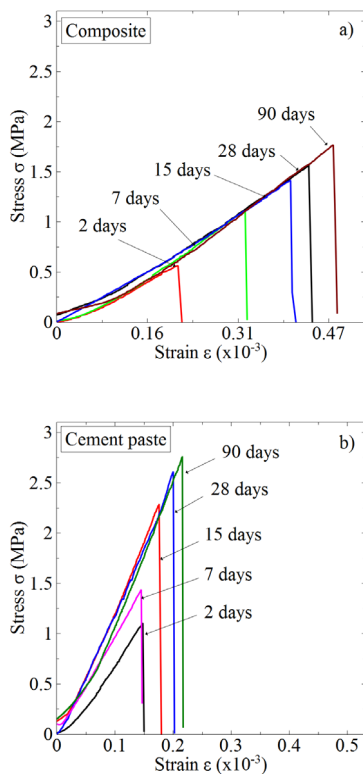 Composite
a)
3
2.5
2
1.5
1
0.5
0
Stress σ (MPa)
90 days
28 days
15 days
7 days
2 days
0
0.16
0.31
0.47
Strain ε (x10-3)
Cement paste
b)
3
2.5
2
1.5
1
0.5
0
Stress σ (MPa)
90 days
28 days
15 days
7 days
2 days
0
0.1
0.2
0.3
0.4
0.5
Strain ε (x10-3)